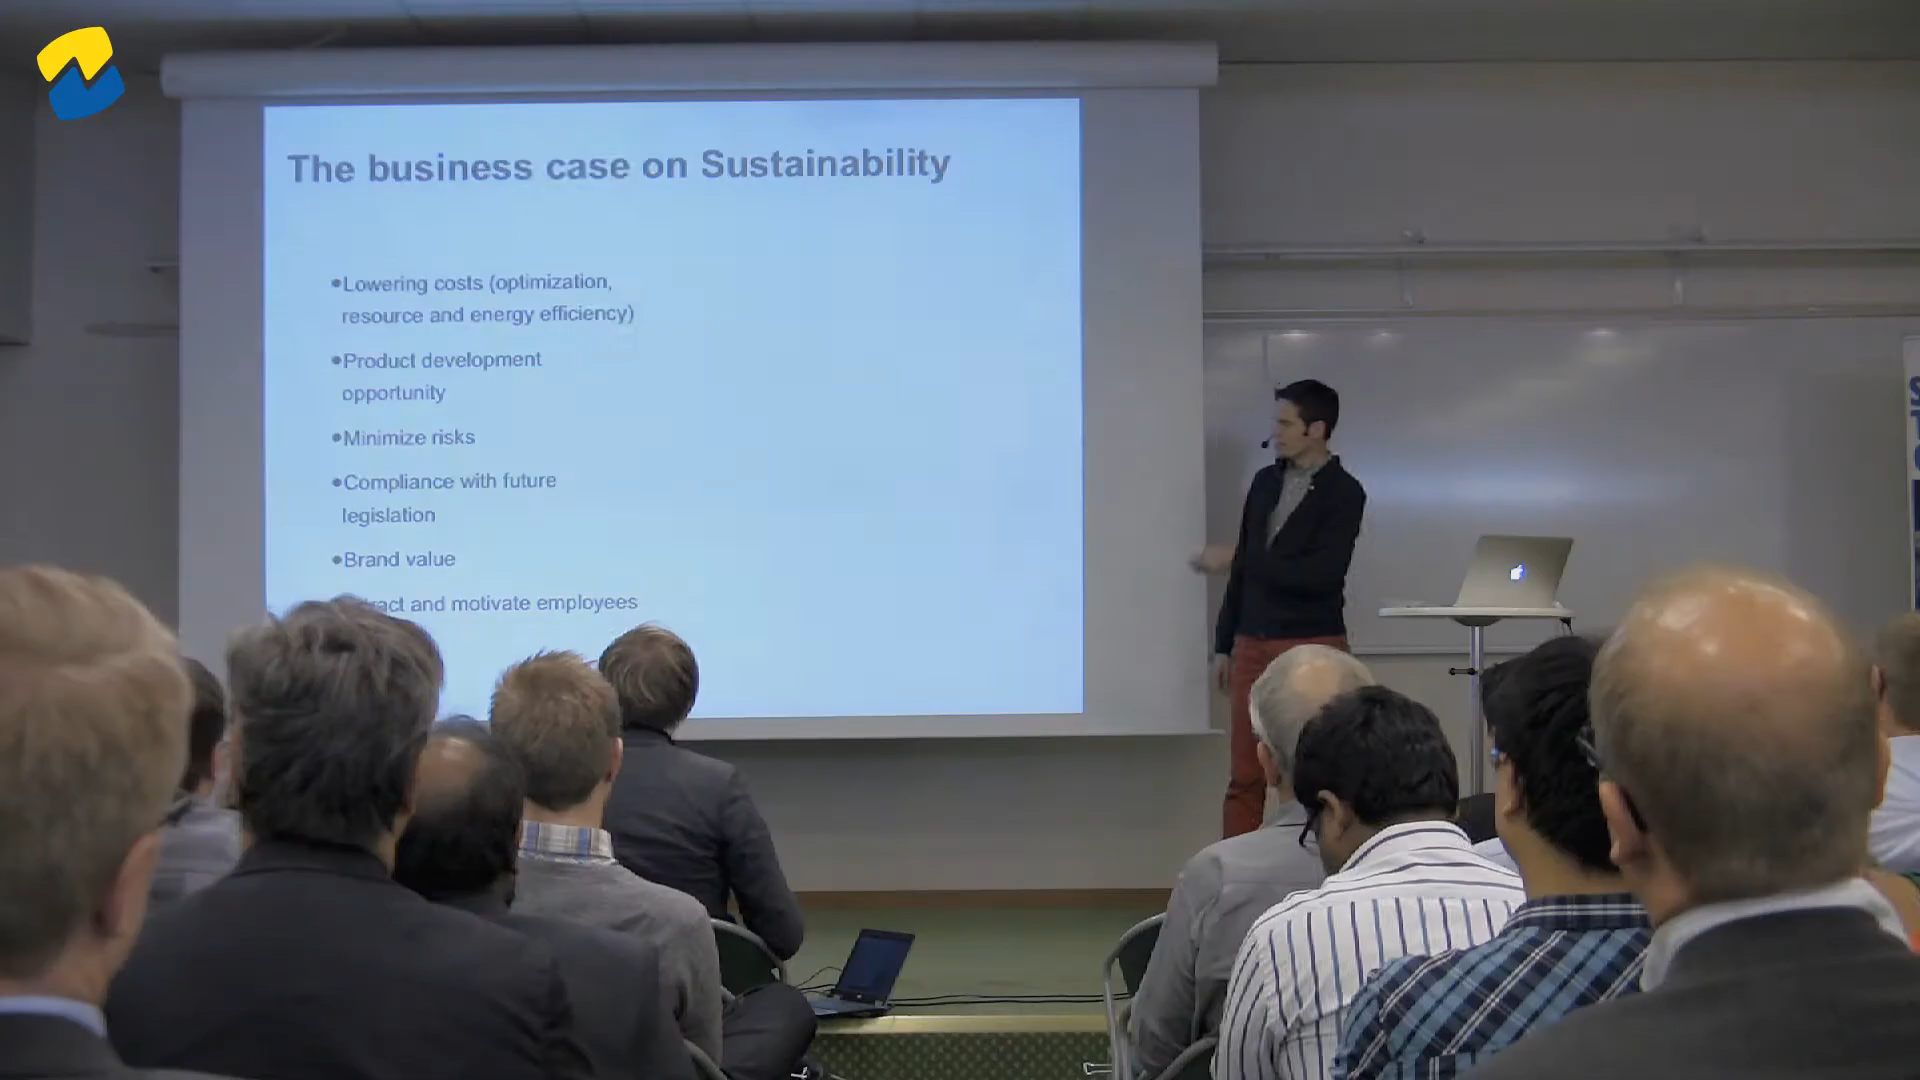 The business case on Sustainability
•Lowering costs (optimization,
resource and energy efficiency)
•Product development
opportunity
•Minimize risks
•Compliance with future
legislation
•Brand value
and motivate employees